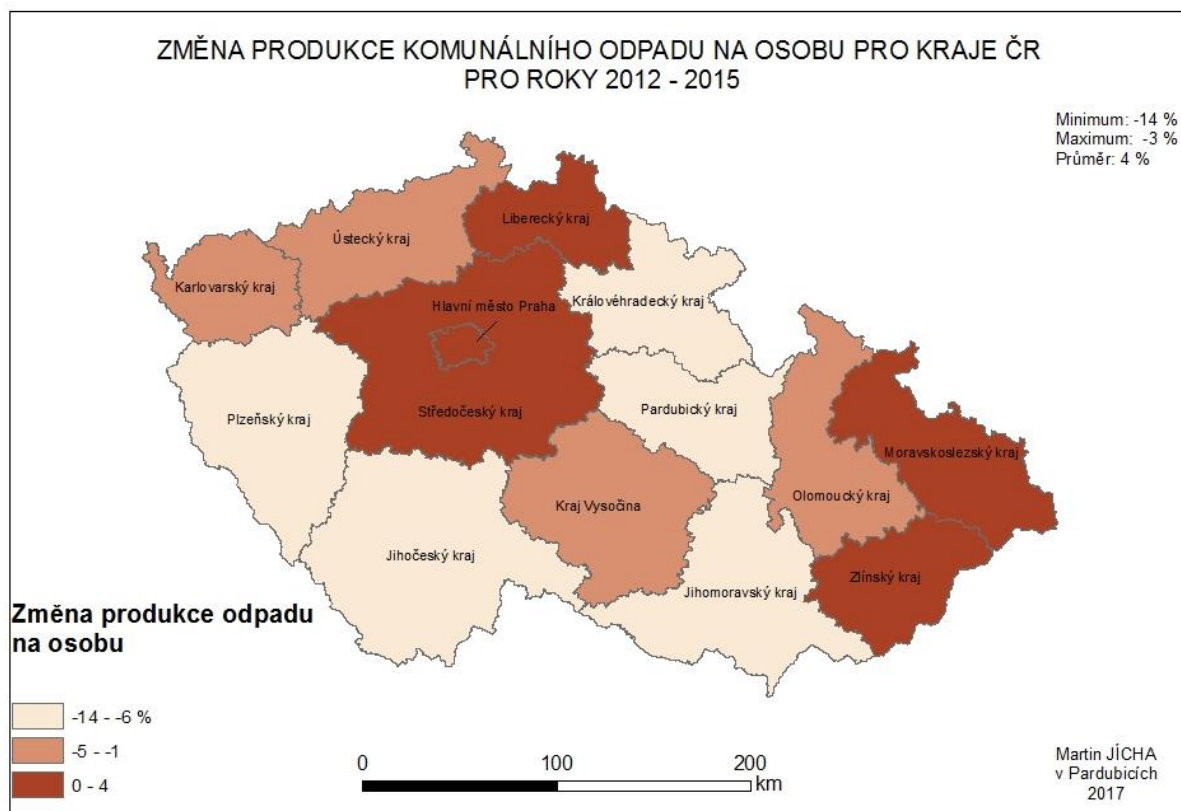 ZMĚNA PRODUKCE KOMUNÁLNÍHO ODPADU NA OSOBU PRO KRAJE ČR
PRO ROKY 2012 - 2015
Minimum: -14 %
Maximum: -3 %
Průměr: 4 %
Liberecký kraj
Ústecký kraj
Karlovarský kraj
Královéhradecký kraj
Hlavní město Praha
Středočeský kraj
Pardubický kraj
Plzeňský kraj
Moravskoslezský kraj
Olomoucký kraj
Kraj Vysočina
Jihočeský kraj
Zlínský kraj
Jihomoravský kraj
Změna produkce odpadu
na osobu
-14 - -6 %
-5 - -1
0 - 4
0 100 200
km
Martin JÍCHA
v Pardubicích
2017